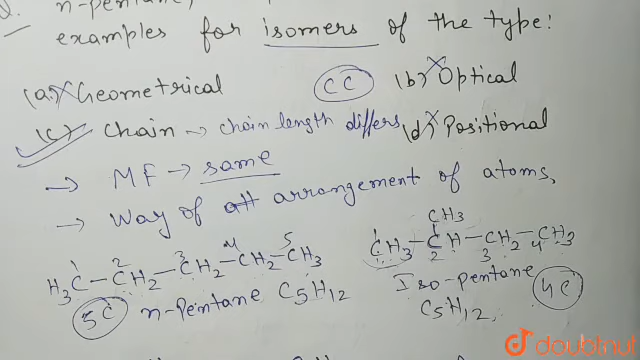 Q. n-pentane,
examples for isomers of the type:
(a) Geometrical CC (b) Optical
(c) Chain → chain length differs (d) Positional
→ MF → same
→ Way of arrangement of atoms,
CH3
1 2 3 4 5
H3C-CH2-CH2-CH2-CH3
1 2 3 4
CH3-CH-CH2-CH3
5C n-pentane C5H12
Iso-pentane 4C
C5H12,
doubtnut